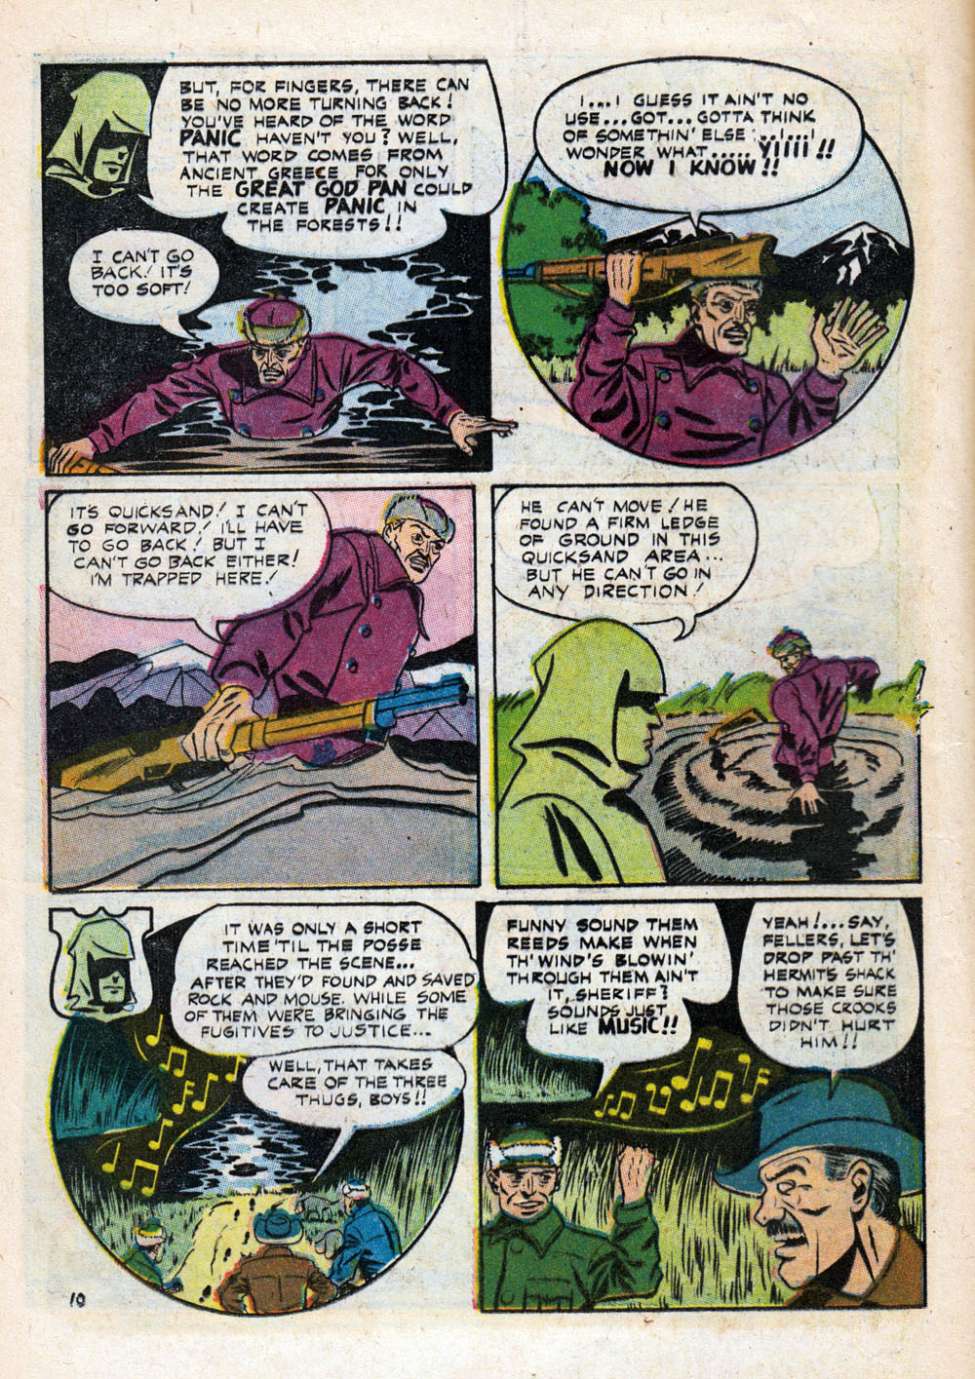 BUT, FOR FINGERS, THERE CAN
BE NO MORE TURNING BACK!
YOU'VE HEARD OF THE WORD
PANIC HAVEN'T YOU? WELL,
THAT WORD COMES FROM
ANCIENT GREECE FOR ONLY
THE GREAT GOD PAN COULD
CREATE PANIC IN
THE FORESTS!!
I CAN'T GO
BACK! IT'S
TOO SOFT!
I...I GUESS IT AIN'T NO
USE...GOT...GOTTA THINK
OF SOMETHIN' ELSE...I...I
WONDER WHAT..... YIIII!!
NOW I KNOW!!
IT'S QUICKSAND! I CAN'T
GO FORWARD! I'LL HAVE
TO GO BACK! BUT I
CAN'T GO BACK EITHER!
I'M TRAPPED HERE!
HE CAN'T MOVE! HE
FOUND A FIRM LEDGE
OF GROUND IN THIS
QUICKSAND AREA...
BUT HE CAN'T GO IN
ANY DIRECTION!
IT WAS ONLY A SHORT
TIME 'TIL THE POSSE
REACHED THE SCENE...
AFTER THEY'D FOUND AND SAVED
ROCK AND MOUSE. WHILE SOME
OF THEM WERE BRINGING THE
FUGITIVES TO JUSTICE...
WELL, THAT TAKES
CARE OF THE THREE
THUGS, BOYS!!
FUNNY SOUND THEM
REEDS MAKE WHEN
TH' WIND'S BLOWIN'
THROUGH THEM AIN'T
IT, SHERIFF?
SOUNDS JUST
LIKE MUSIC!!
YEAH!...SAY,
FELLERS, LET'S
DROP PAST TH'
HERMIT'S SHACK
TO MAKE SURE
THOSE CROOKS
DIDN'T HURT
HIM!!
10